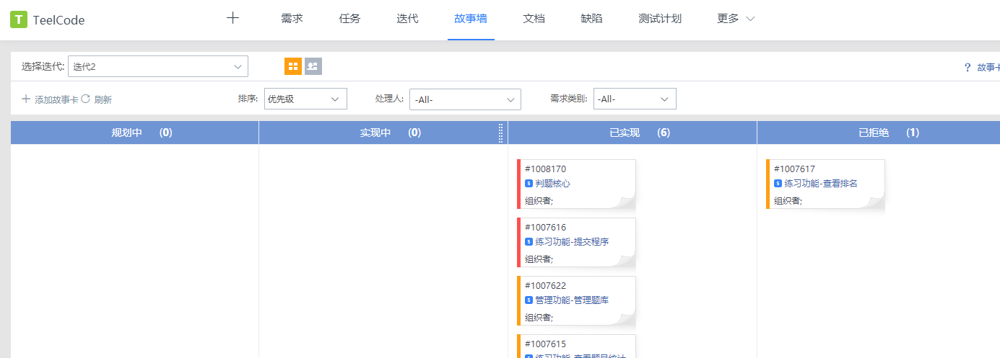 T TeelCode
需求 任务 迭代 故事墙 文档 缺陷 测试计划 更多
选择迭代: 迭代2
? 故事卡
添加故事卡 刷新 排序: 优先级 处理人: -All- 需求类别: -All-
规划中 (0) 实现中 (0) 已实现 (6) 已拒绝 (1)
#1008170
S 判题核心
组织者;
#1007616
S 练习功能-提交程序
组织者;
#1007622
S 管理功能-管理题库
组织者;
#1007615
练习功能-查看题目统计
#1007617
S 练习功能-查看排名
组织者;